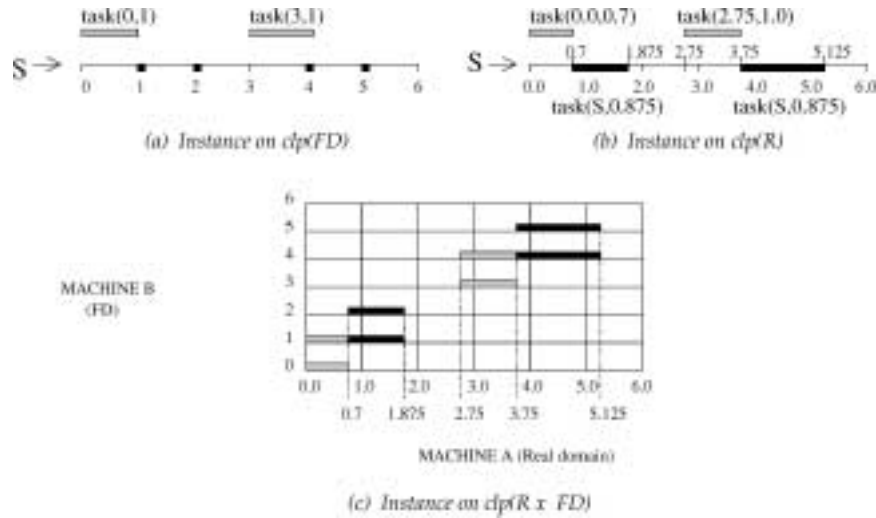 task(0,1) task(3,1)
S
0 1 2 3 4 5 6
(a) Instance on clp(FD)
task(0.0,0.7) task(2.75,1.0)
0.7 1.875 2.75 3.75 5.125
S
0.0 1.0 2.0 3.0 4.0 5.0 6.0
task(S,0.875) task(S,0.875)
(b) Instance on clp(R)
6
5
4
3
2
1
0
MACHINE B
(FD)
0.0 1.0 2.0 3.0 4.0 5.0 6.0
0.7 1.875 2.75 3.75 5.125
MACHINE A (Real domain)
(c) Instance on clp(R x FD)